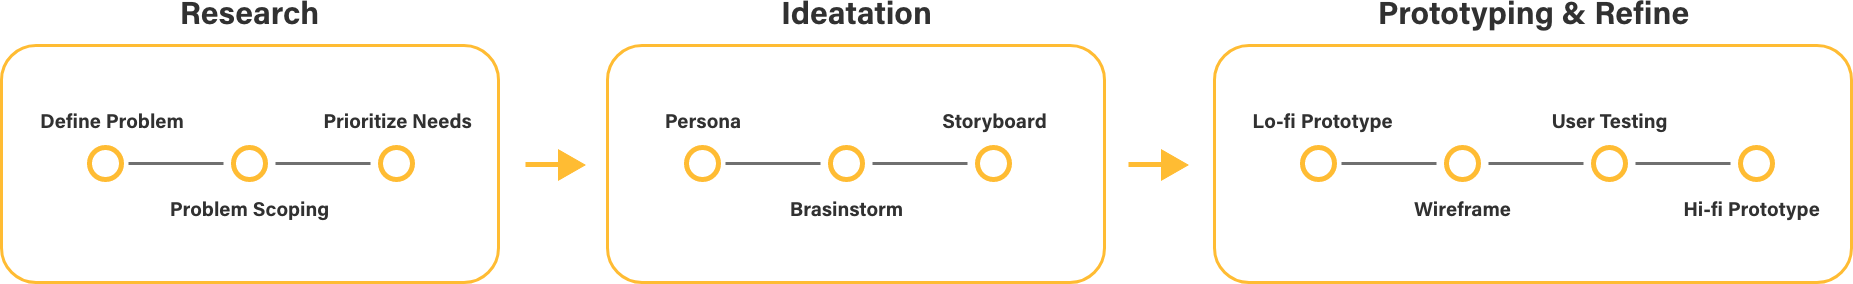 Research
Define Problem
Problem Scoping
Prioritize Needs
Ideatation
Persona
Brasinstorm
Storyboard
Prototyping & Refine
Lo-fi Prototype
Wireframe
User Testing
Hi-fi Prototype